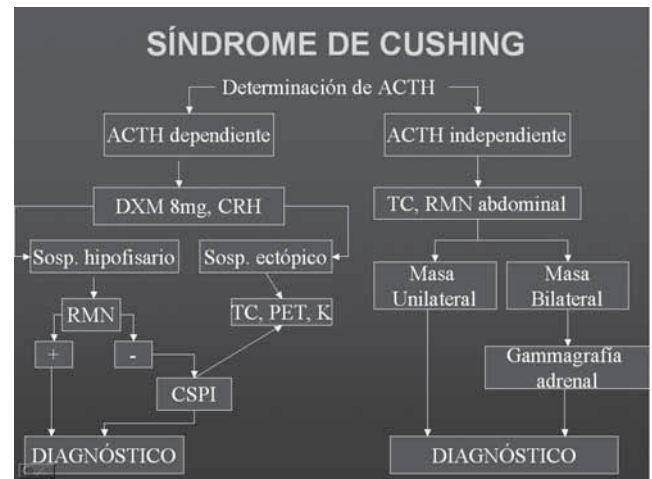 SÍNDROME DE CUSHING
Determinación de ACTH
ACTH dependiente
ACTH independiente
DXM 8mg, CRH
TC, RMN abdominal
Sosp. hipofisario
Sosp. ectópico
Masa
Unilateral
Masa
Bilateral
RMN
TC, PET, K
+
-
Gammagrafía
adrenal
CSPI
DIAGNÓSTICO
DIAGNÓSTICO